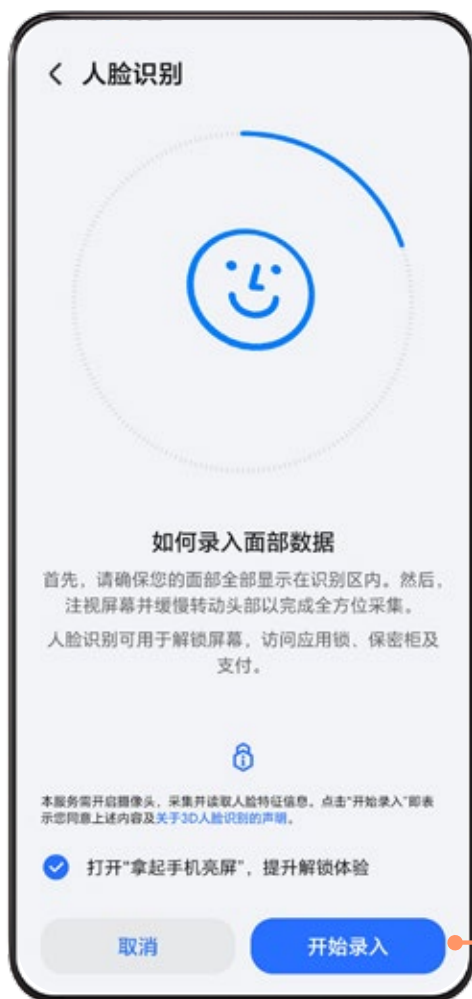 人脸识别
如何录入面部数据
首先，请确保您的面部全部显示在识别区内。然后，
注视屏幕并缓慢转动头部以完成全方位采集。
人脸识别可用于解锁屏幕，访问应用锁、保密柜及
支付。
本服务需开启摄像头，采集并读取人脸特征信息。点击“开始录入”即表
示您同意上述内容及关于3D人脸识别的声明。
打开“拿起手机亮屏”，提升解锁体验
取消
开始录入